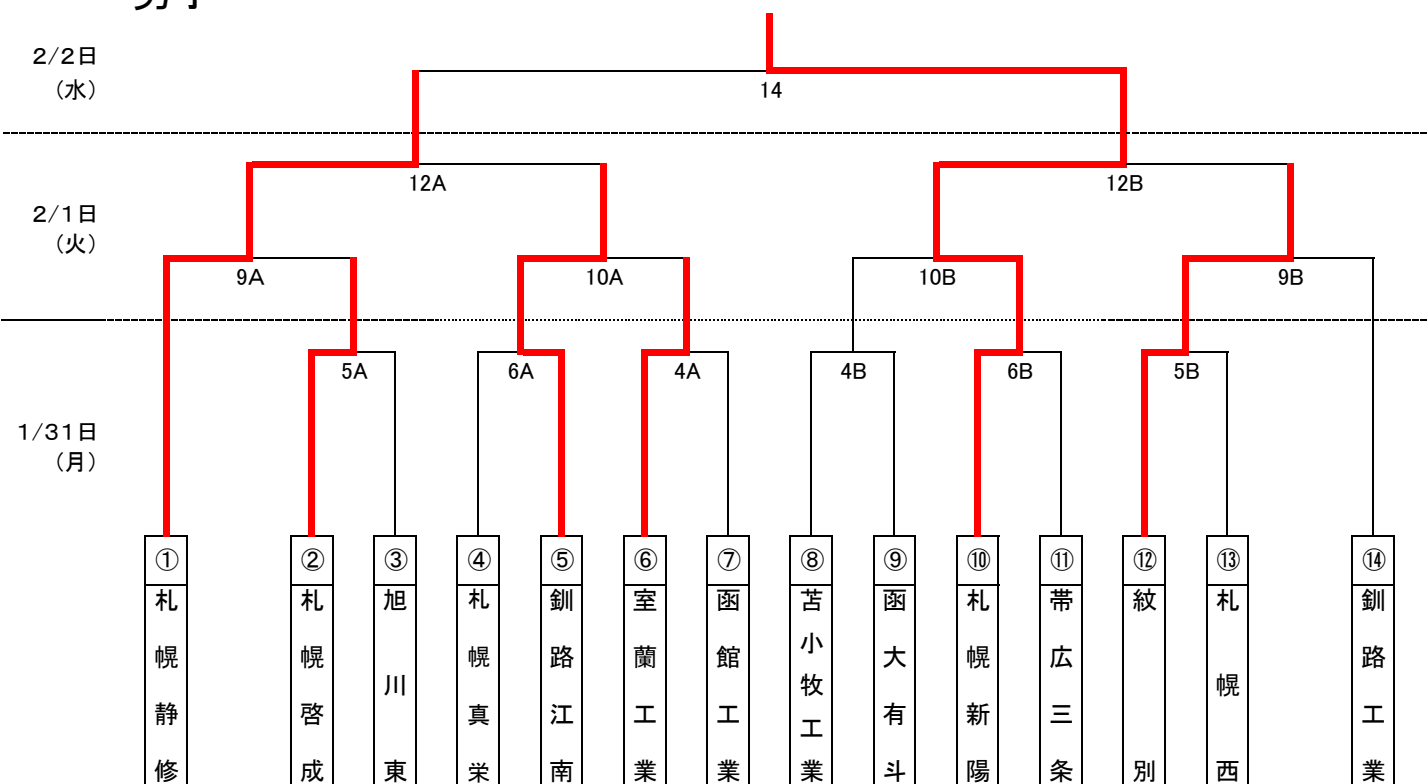 2/2日
（水）
14
12A
12B
2/1日
（火）
9A
10A
10B
9B
5A
6A
4A
4B
6B
5B
1/31日
（月）
①
札幌静修
②
札幌啓成
③
旭川東
④
札幌真栄
⑤
釧路江南
⑥
室蘭工業
⑦
函館工業
⑧
苫小牧工業
⑨
函大有斗
⑩
札幌新陽
⑪
帯広三条
⑫
紋別
⑬
札幌西
⑭
釧路工業